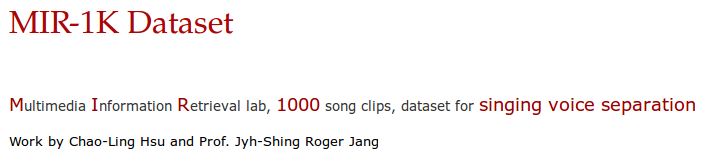 MIR-1K Dataset
Multimedia Information Retrieval lab, 1000 song clips, dataset for singing voice separation
Work by Chao-Ling Hsu and Prof. Jyh-Shing Roger Jang